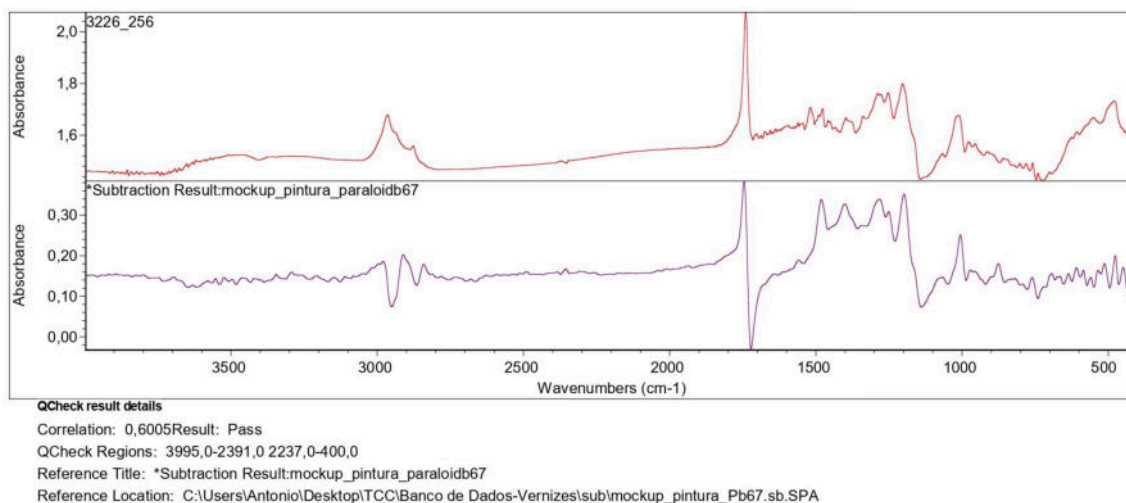 3226_256
2,0
1,8
1,6
Absorbance
*Subtraction Result:mockup_pintura_paraloidb67
0,30
0,20
0,10
0,00
Absorbance
3500 3000 2500 2000 1500 1000 500
Wavenumbers (cm-1)
QCheck result details
Correlation: 0,6005Result: Pass
QCheck Regions: 3995,0-2391,0 2237,0-400,0
Reference Title: *Subtraction Result:mockup_pintura_paraloidb67
Reference Location: C:\Users\Antonio\Desktop\TCC\Banco de Dados-Vernizes\sub\mockup_pintura_Pb67.sb.SPA